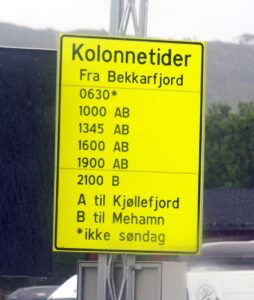 Kolonnetider
Fra Bekkarfjord
0630*
1000 AB
1345 AB
1600 AB
1900 AB
2100 B
A til Kjøllefjord
B til Mehamn
*ikke søndag